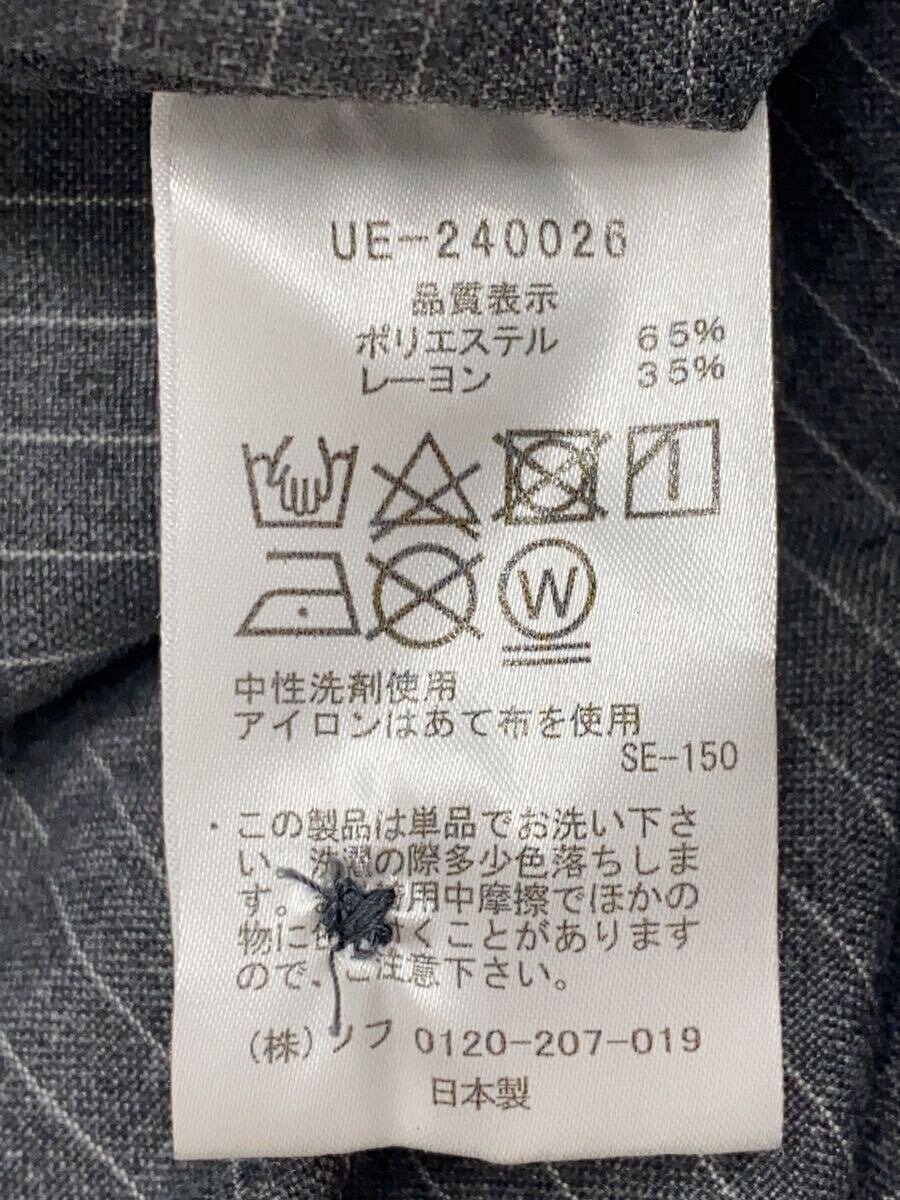 UE-240026
品質表示
ポリエステル 65%
レーヨン 35%
W
中性洗剤使用
アイロンはあて布を使用
SE-150
・この製品は単品でお洗い下さ
い。洗濯の際多少色落ちしま
す。 用中摩擦でほかの
物に色 くことがあります
ので、ご注意下さい。
(株)ソフ 0120-207-019
日本製